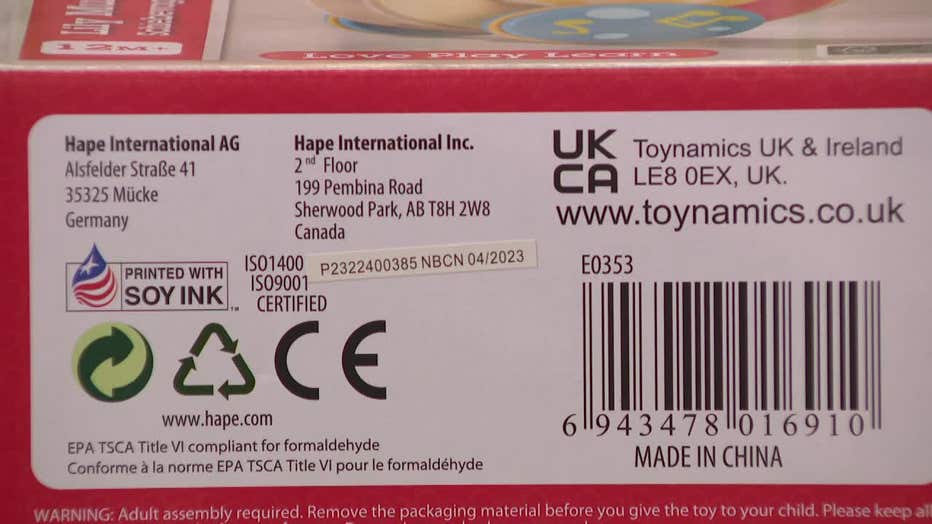 12M+
Love Play Learn
Hape International AG
Alsfelder Straße 41
35325 Mücke
Germany
Hape International Inc.
2nd Floor
199 Pembina Road
Sherwood Park, AB T8H 2W8
Canada
UK
CA
Toynamics UK & Ireland
LE8 0EX, UK.
www.toynamics.co.uk
PRINTED WITH
SOY INK
™
ISO1400
ISO9001
CERTIFIED
P2322400385 NBCN 04/2023
E0353
CE
www.hape.com
EPA TSCA Title VI compliant for formaldehyde
Conforme à la norme EPA TSCA Title VI pour le formaldéhyde
6 943478 016910
MADE IN CHINA
WARNING: Adult assembly required. Remove the packaging material before you give the toy to your child. Please keep all